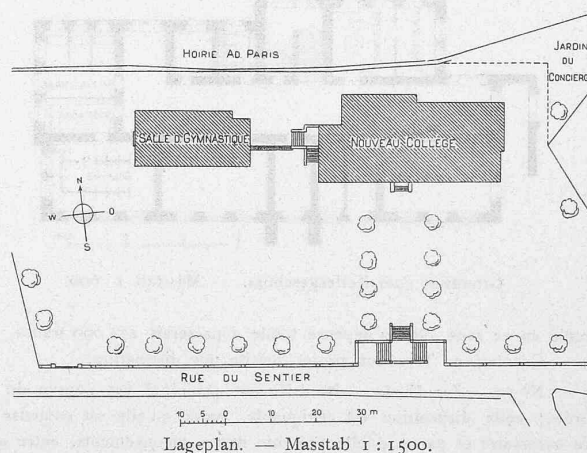 HOIRIE AD. PARIS
JARDIN
DU
CONCIERGE
SALLE D'GYMNASTIQUE
NOUVEAU COLLÈGE
N
W O
S
RUE DU SENTIER
10 5 0 10 20 30 m
Lageplan. — Masstab 1 : 1500.